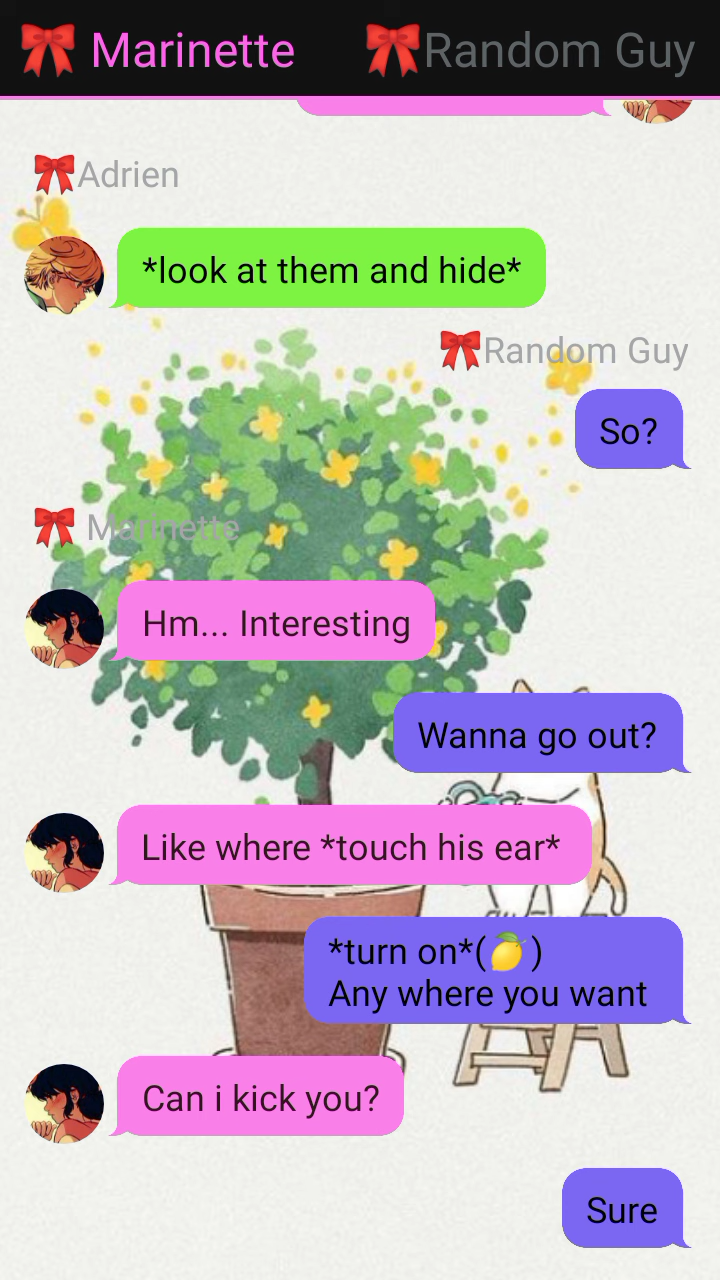 🎀 Marinette
🎀Random Guy
🎀Adrien
*look at them and hide*
🎀Random Guy
So?
🎀 Marinette
Hm... Interesting
Wanna go out?
Like where *touch his ear*
*turn on*(🍋)
Any where you want
Can i kick you?
Sure